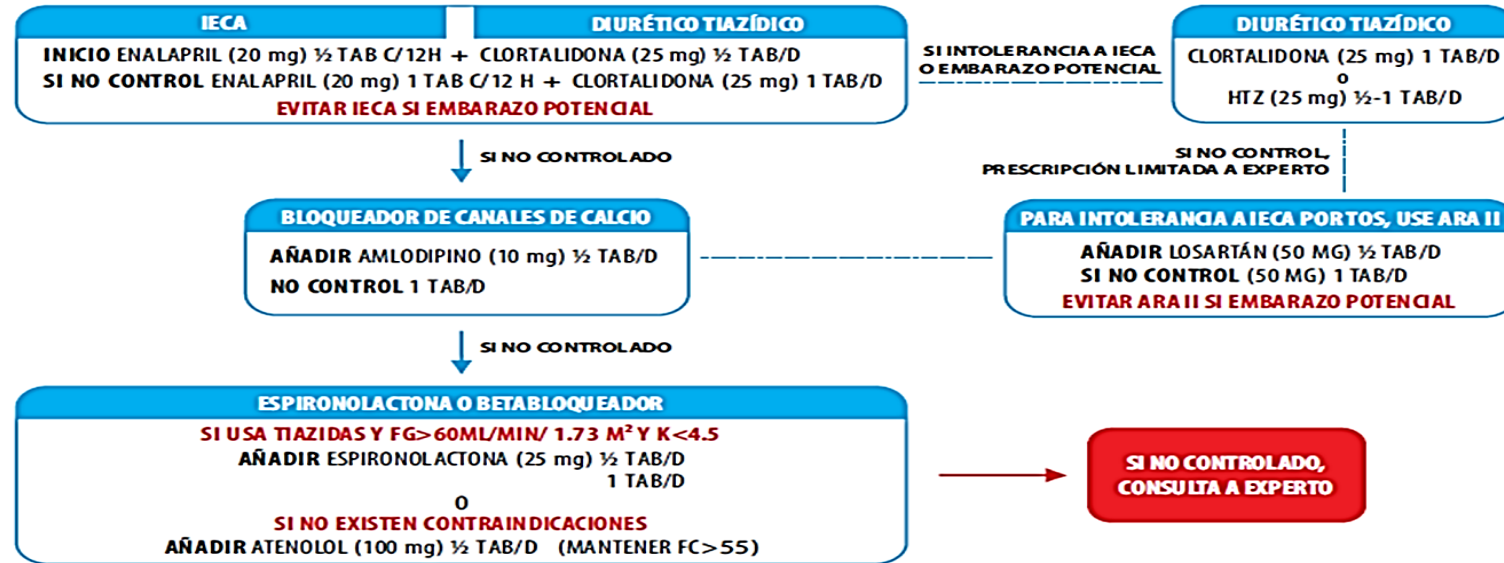 IECA
DIURÉTICO TIAZÍDICO
INICIO ENALAPRIL (20 mg) ½ TAB C/12H + CLORTALIDONA (25 mg) ½ TAB/D
SI NO CONTROL ENALAPRIL (20 mg) 1 TAB C/12 H + CLORTALIDONA (25 mg) 1 TAB/D
EVITAR IECA SI EMBARAZO POTENCIAL
SI INTOLERANCIA A IECA
O EMBARAZO POTENCIAL
DIURÉTICO TIAZÍDICO
CLORTALIDONA (25 mg) 1 TAB/D
O
HTZ (25 mg) ½-1 TAB/D
SI NO CONTROLADO
SI NO CONTROL,
PRESCRIPCIÓN LIMITADA A EXPERTO
BLOQUEADOR DE CANALES DE CALCIO
AÑADIR AMLODIPINO (10 mg) ½ TAB/D
NO CONTROL 1 TAB/D
PARA INTOLERANCIA A IECA POR TOS, USE ARA II
AÑADIR LOSARTÁN (50 MG) ½ TAB/D
SI NO CONTROL (50 MG) 1 TAB/D
EVITAR ARA II SI EMBARAZO POTENCIAL
SI NO CONTROLADO
ESPIRONOLACTONA O BETABLOQUEADOR
SI USA TIAZIDAS Y FG>60ML/MIN/ 1.73 M² Y K<4.5
AÑADIR ESPIRONOLACTONA (25 mg) ½ TAB/D
1 TAB/D
O
SI NO EXISTEN CONTRAINDICACIONES
AÑADIR ATENOLOL (100 mg) ½ TAB/D (MANTENER FC>55)
SI NO CONTROLADO,
CONSULTA A EXPERTO